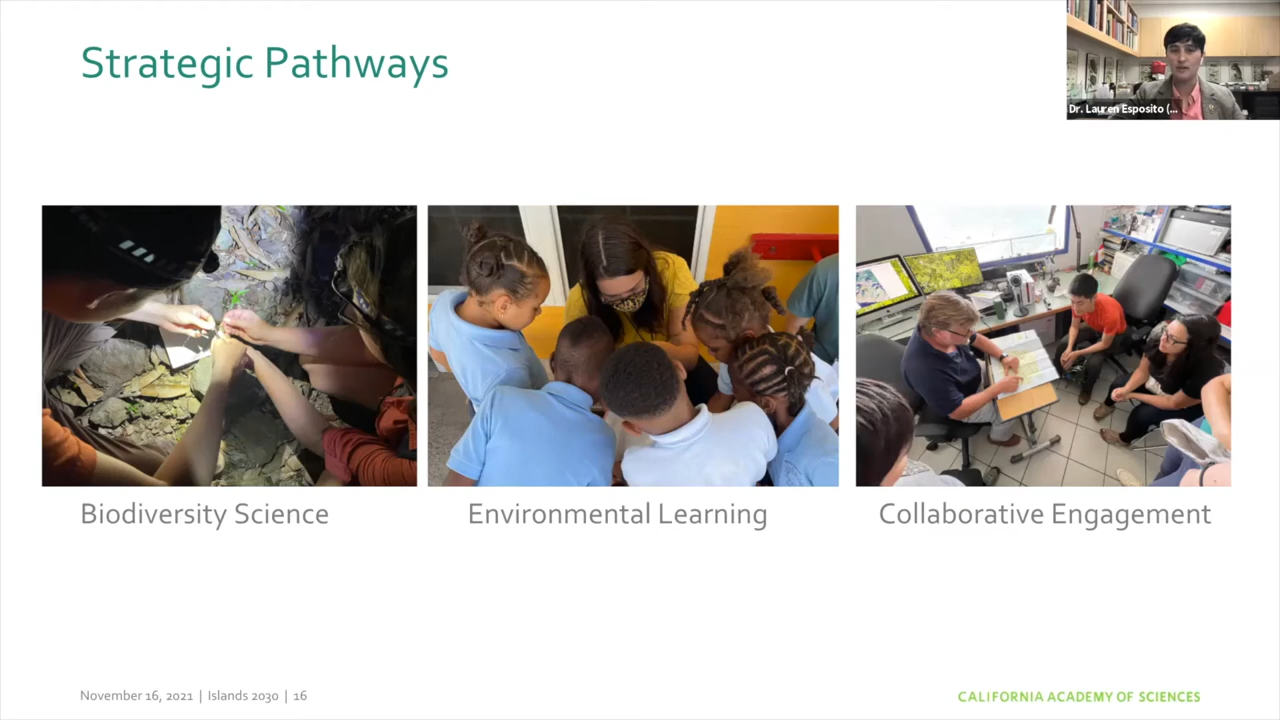 Strategic Pathways
Dr. Lauren Esposito (...
Biodiversity Science
Environmental Learning
Collaborative Engagement
November 16, 2021 | Islands 2030 | 16
CALIFORNIA ACADEMY OF SCIENCES